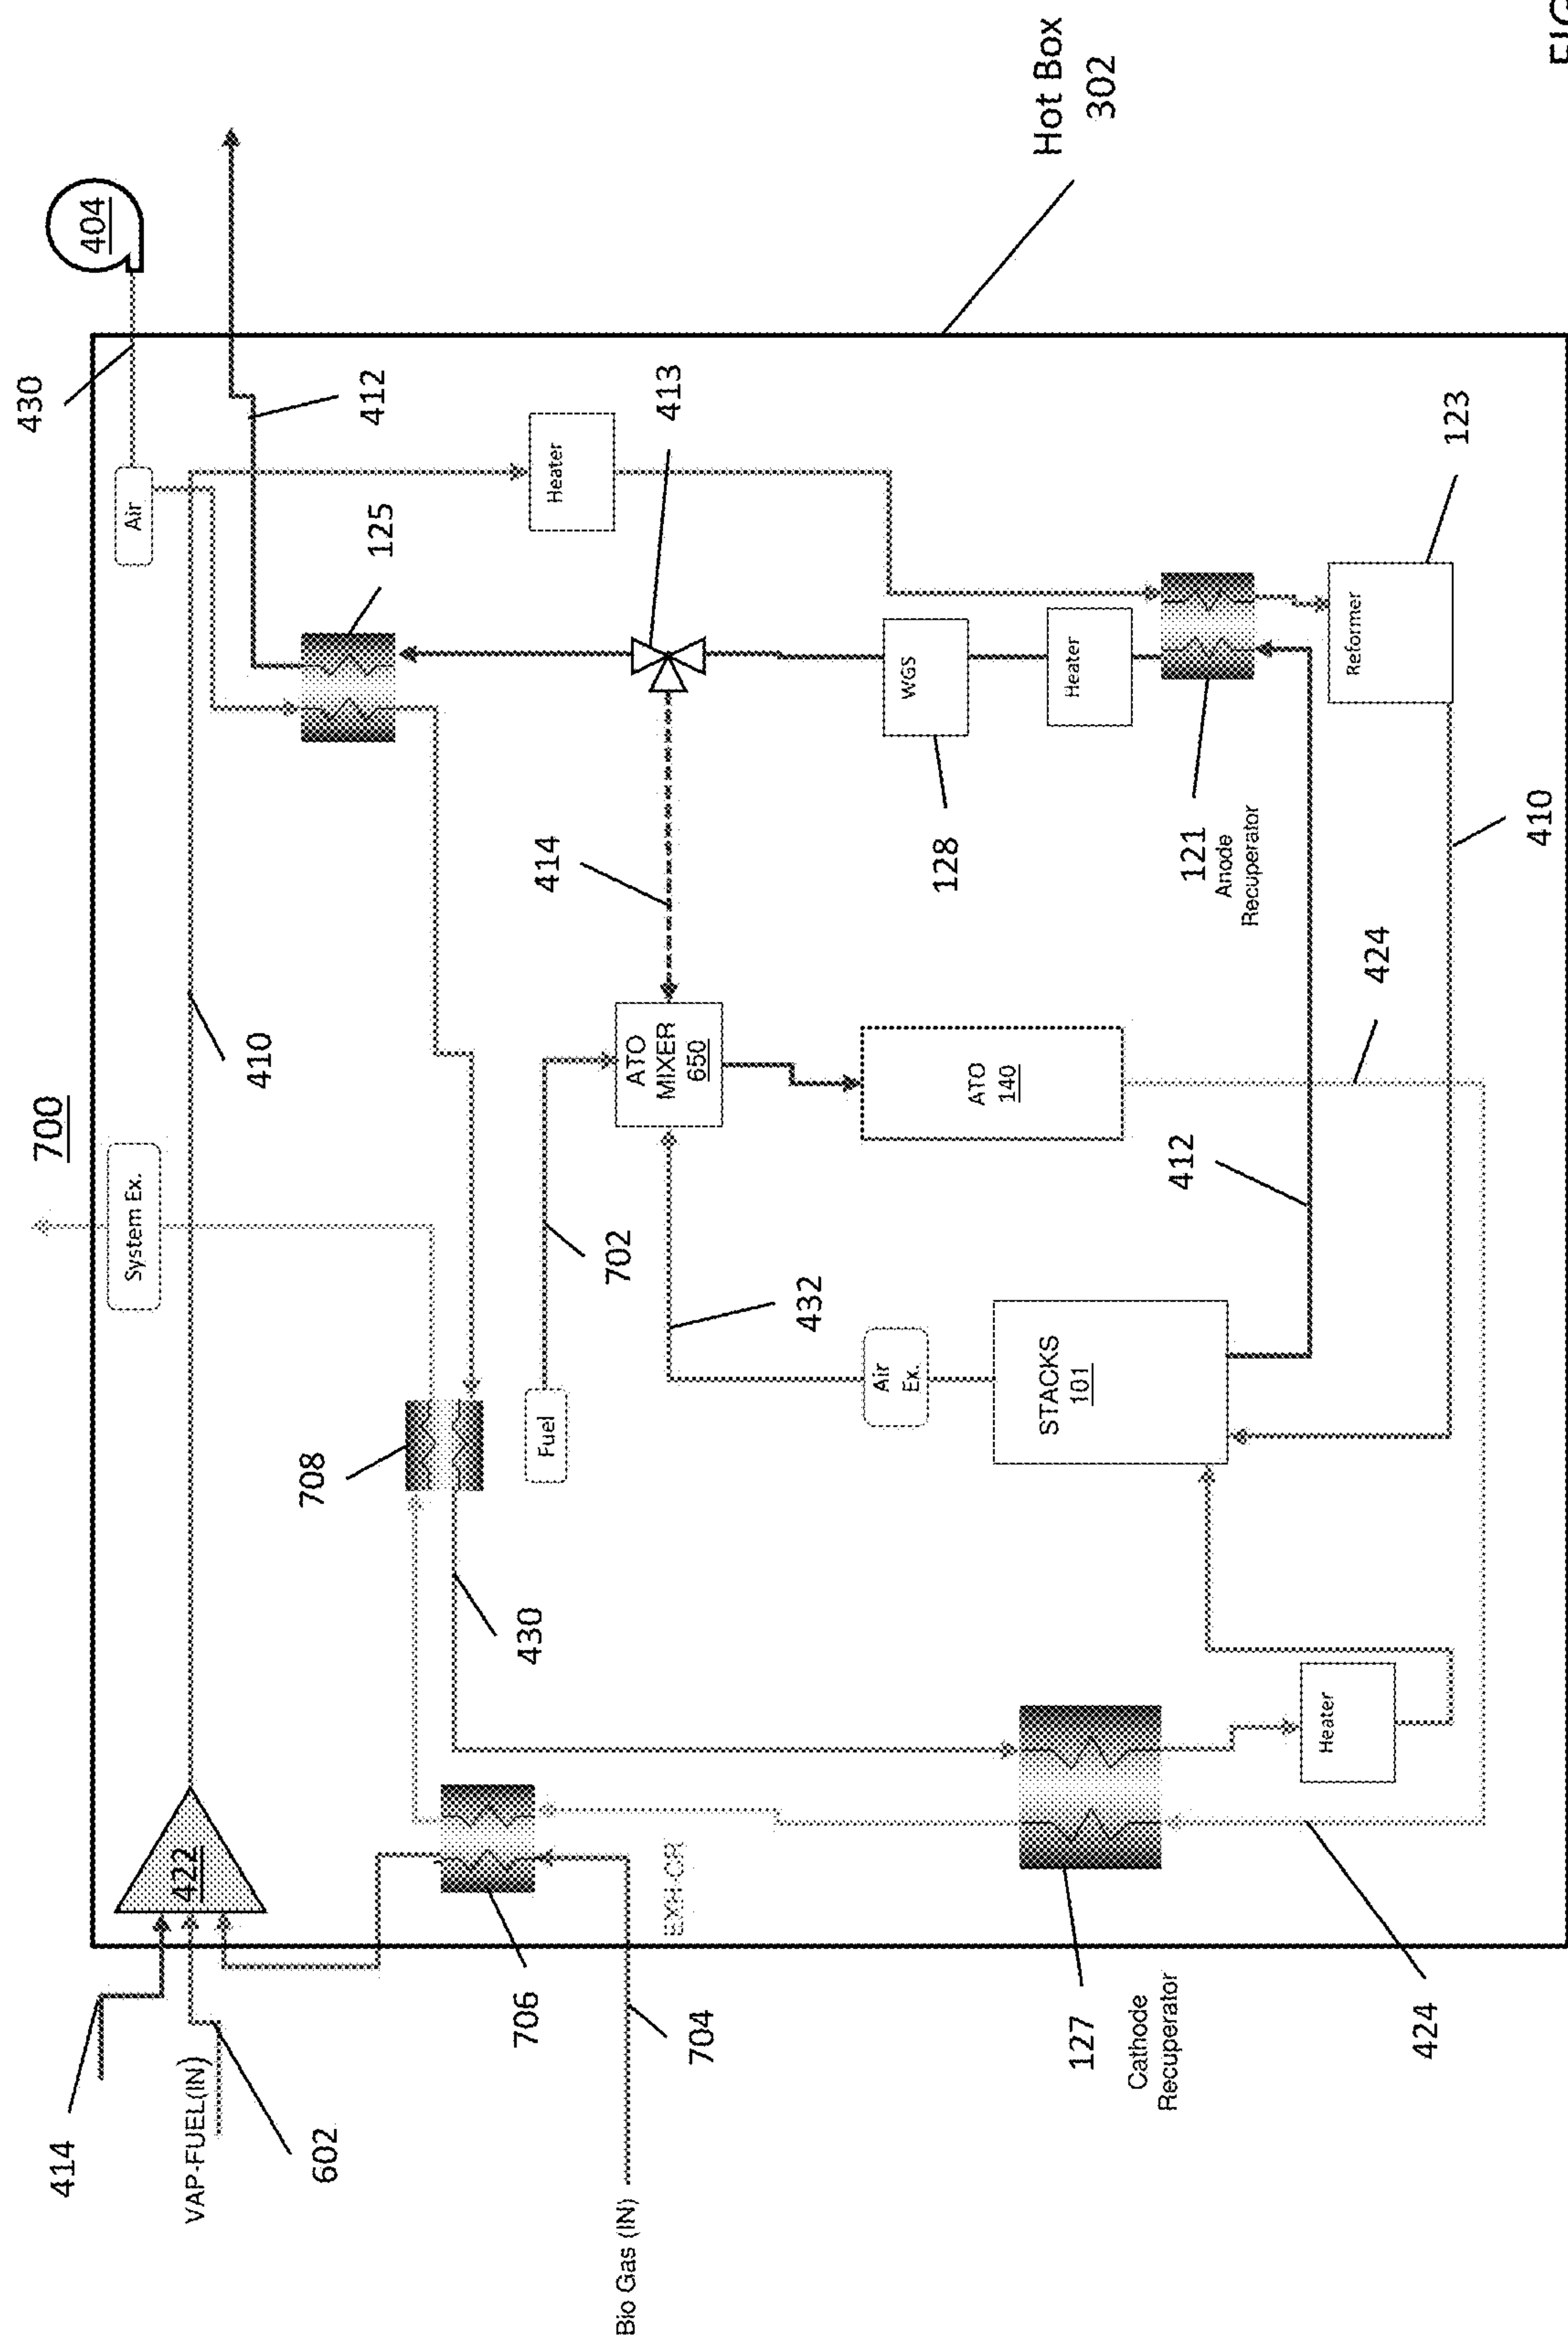 700
430
414
404
System Ex.
Air
422
VAP-FUEL(IN)
410
602
708
412
125
706
430
Fuel
414
Heater
702
Bio Gas (IN)
ATO
MIXER
650
413
EXH-CR
704
432
Air
Ex.
WGS
128
ATO
140
STACKS
101
Hot Box
302
Heater
127
Cathode
Recuperator
412
121
Anode
Recuperator
Heater
Reformer
424
424
123
410